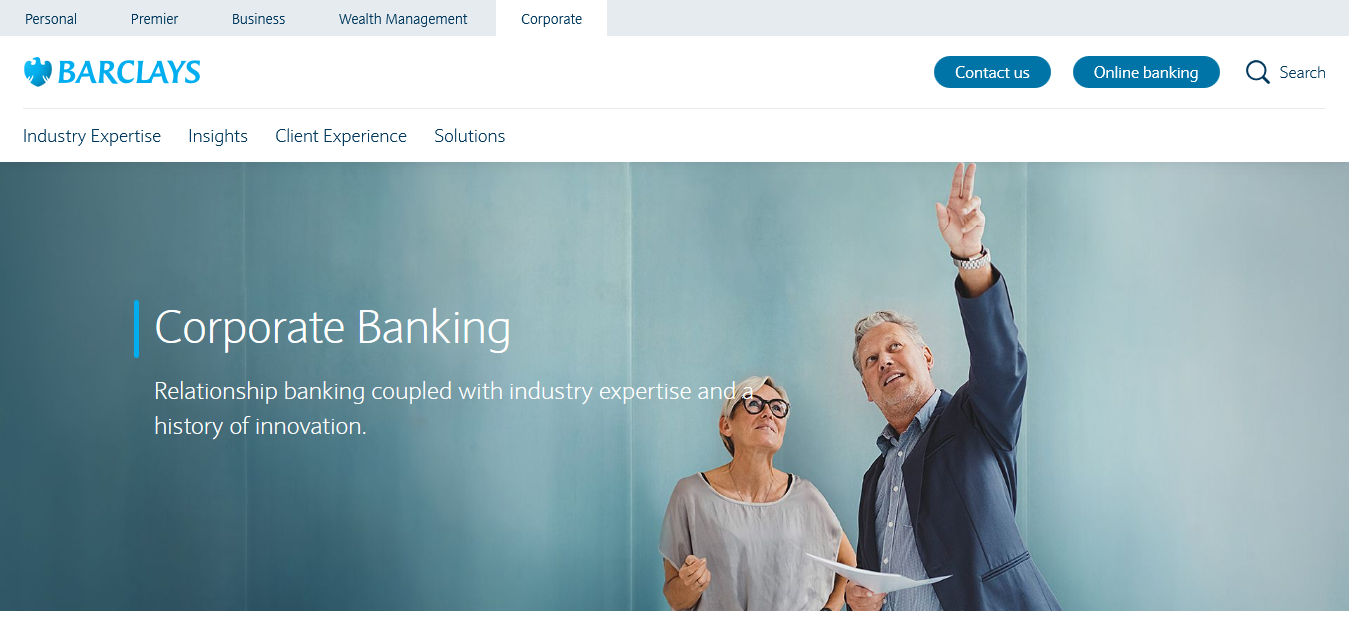 Personal Premier Business Wealth Management Corporate
BARCLAYS
Contact us Online banking Search
Industry Expertise Insights Client Experience Solutions
Corporate Banking
Relationship banking coupled with industry expertise and a
history of innovation.